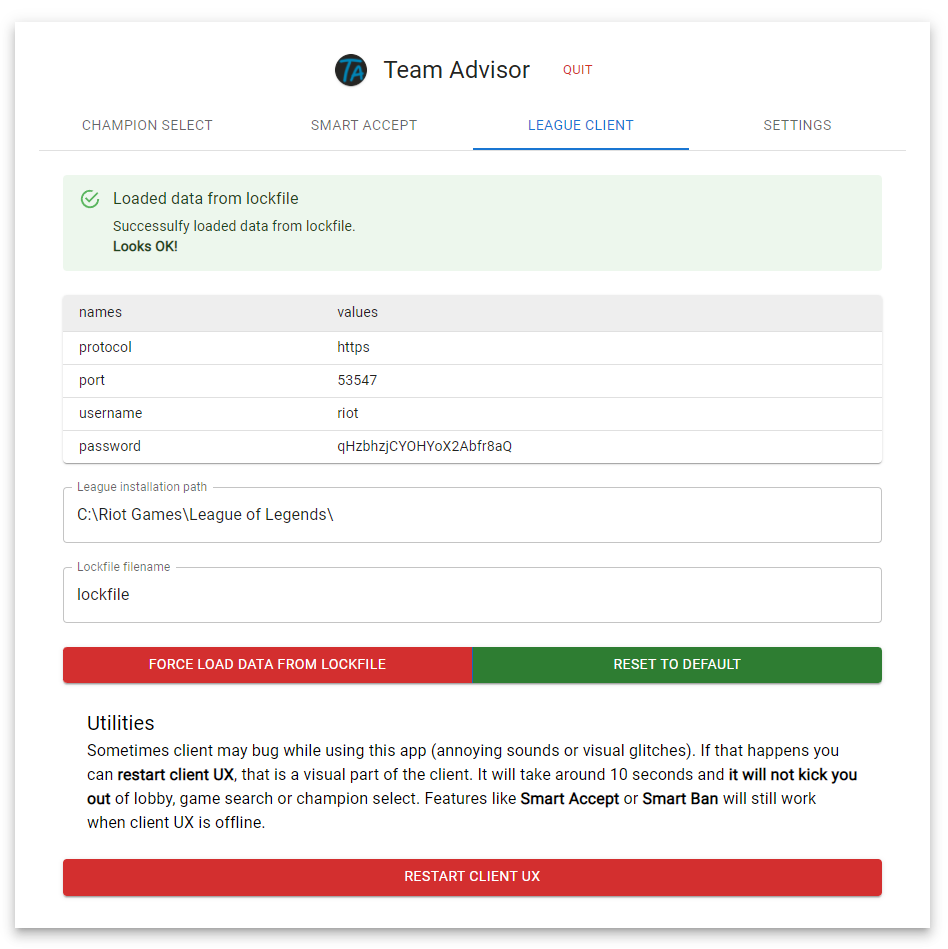 TA Team Advisor QUIT
CHAMPION SELECT SMART ACCEPT LEAGUE CLIENT SETTINGS
Loaded data from lockfile
Successulfy loaded data from lockfile.
Looks OK!
names values
protocol https
port 53547
username riot
password qHzbhzjCYOHYoX2Abfr8aQ
League installation path
C:\Riot Games\League of Legends\
Lockfile filename
lockfile
FORCE LOAD DATA FROM LOCKFILE RESET TO DEFAULT
Utilities
Sometimes client may bug while using this app (annoying sounds or visual glitches). If that happens you
can restart client UX, that is a visual part of the client. It will take around 10 seconds and it will not kick you
out of lobby, game search or champion select. Features like Smart Accept or Smart Ban will still work
when client UX is offline.
RESTART CLIENT UX